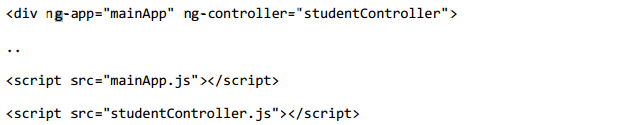 <div ng-app="mainApp" ng-controller="studentController">
..
<script src="mainApp.js"></script>
<script src="studentController.js"></script>